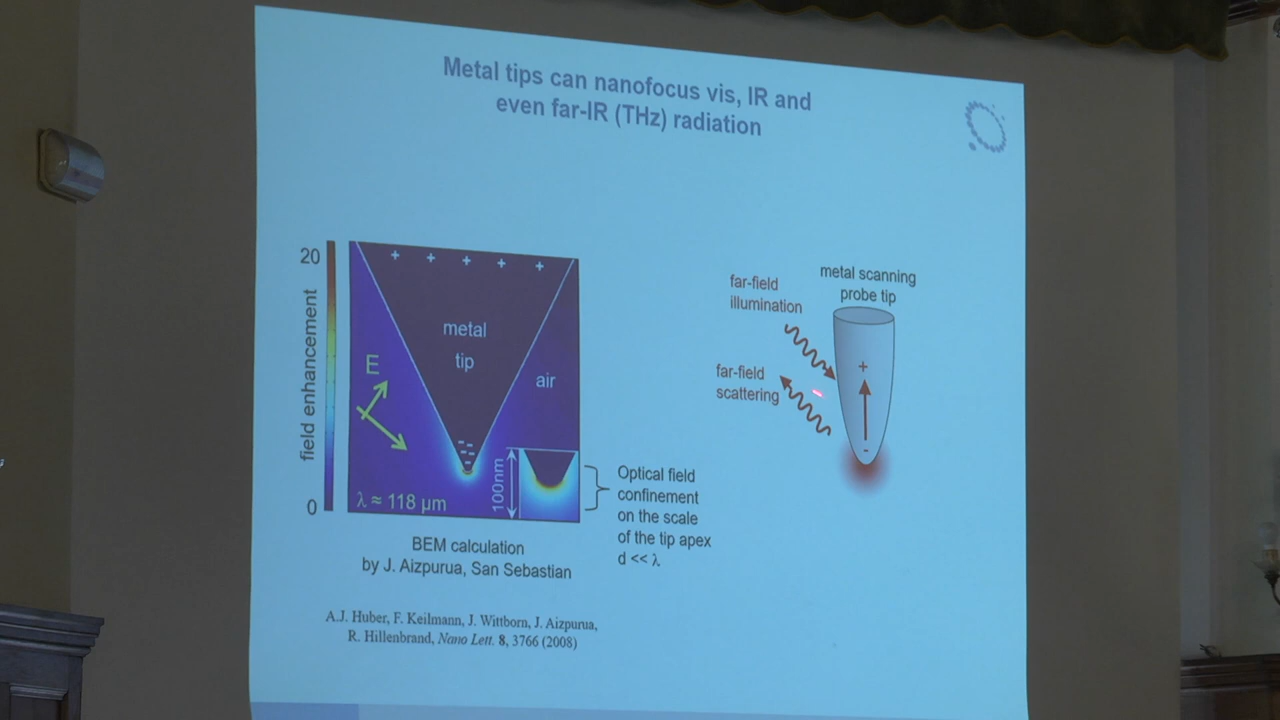 Metal tips can nanofocus vis, IR and
even far-IR (THz) radiation
20
field enhancement
0
+ + + + +
metal
tip
air
E
100nm
λ ≈ 118 µm
Optical field
confinement
on the scale
of the tip apex
d << λ
BEM calculation
by J. Aizpurua, San Sebastian
A.J. Huber, F. Keilmann, J. Wittborn, J. Aizpurua,
R. Hillenbrand, Nano Lett. 8, 3766 (2008)
metal scanning
probe tip
far-field
illumination
far-field
scattering
+
-